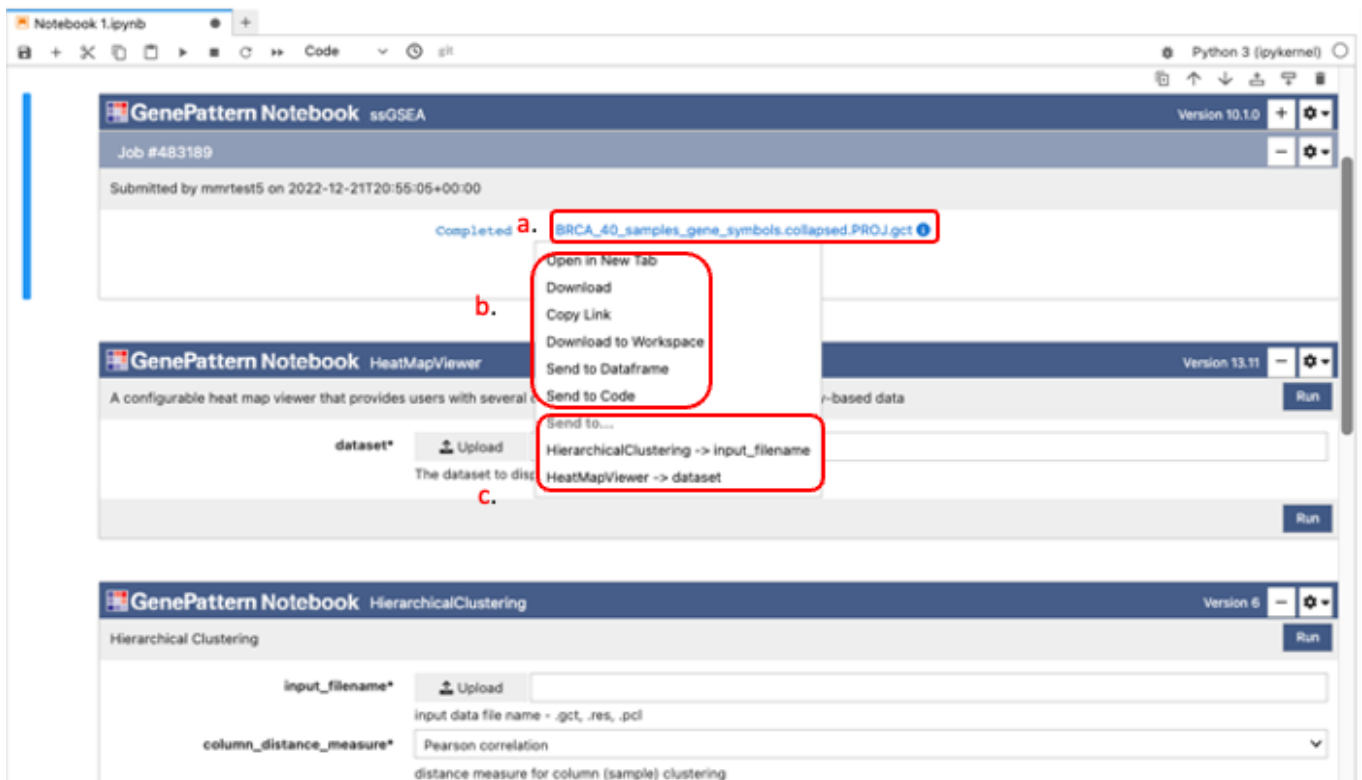 Notebook 1.ipynb
Code
git
Python 3 (ipykernel)
GenePattern Notebook ssGSEA
Version 10.1.0
Job #483189
Submitted by mmrtest5 on 2022-12-21T20:55:05+00:00
Completed a. BRCA_40_samples_gene_symbols.collapsed.PROJ.gct
Open in New Tab
Download
b.
Copy Link
Download to Workspace
Send to Dataframe
Send to Code
Send to...
HierarchicalClustering -> input_filename
HeatMapViewer -> dataset
c.
GenePattern Notebook HeatMapViewer
Version 13.11
A configurable heat map viewer that provides users with several
y-based data
Run
dataset*
Upload
The dataset to disp
Run
GenePattern Notebook HierarchicalClustering
Version 6
Hierarchical Clustering
Run
input_filename*
Upload
input data file name - .gct, .res, .pcl
column_distance_measure*
Pearson correlation
distance measure for column (sample) clustering